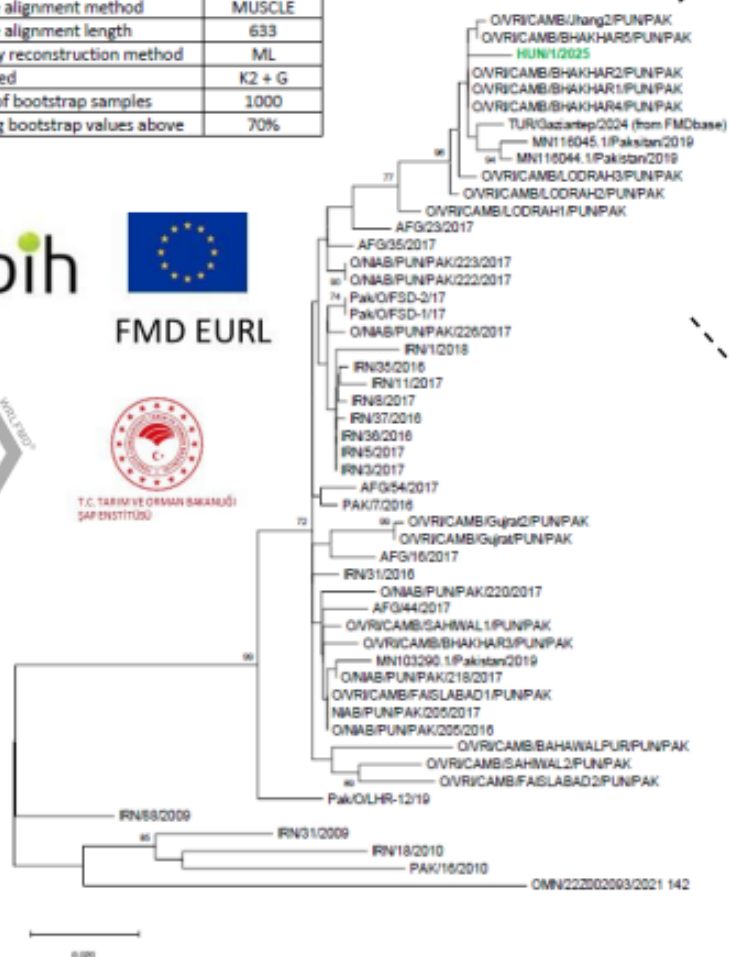 alignment method MUSCLE
alignment length 633
reconstruction method ML
K2 + G
of bootstrap samples 1000
bootstrap values above 70%
O/VRI/CAMB/Jhang2/PUN/PAK
O/VRI/CAMB/BHAKHAR5/PUN/PAK
HUN/1/2025
O/VRI/CAMB/BHAKHAR2/PUN/PAK
O/VRI/CAMB/BHAKHAR1/PUN/PAK
O/VRI/CAMB/BHAKHAR4/PUN/PAK
TUR/Gaziantep/2024 (from FMDbase)
MN116045.1/Paksitan/2019
96
94
MN116044.1/Pakistan/2019
O/VRI/CAMB/LODRAH3/PUN/PAK
77
O/VRI/CAMB/LODRAH2/PUN/PAK
O/VRI/CAMB/LODRAH1/PUN/PAK
AFG/23/2017
AFG/35/2017
O/NIAB/PUN/PAK/223/2017
O/NIAB/PUN/PAK/222/2017
74
Pak/O/FSD-2/17
Pak/O/FSD-1/17
FMD EURL
O/NIAB/PUN/PAK/226/2017
IRN/1/2018
IRN/35/2016
IRN/11/2017
IRN/8/2017
WRLFMD®
IRN/37/2016
IRN/36/2016
IRN/5/2017
IRN/3/2017
T.C. TARIM VE ORMAN BAKANLIĞI
ŞAP ENSTİTÜSÜ
AFG/54/2017
PAK/7/2016
72
99
O/VRI/CAMB/Gujrat2/PUN/PAK
O/VRI/CAMB/Gujrat/PUN/PAK
AFG/16/2017
IRN/31/2016
O/NIAB/PUN/PAK/220/2017
AFG/44/2017
O/VRI/CAMB/SAHIWAL1/PUN/PAK
O/VRI/CAMB/BHAKHAR3/PUN/PAK
99
MN103290.1/Pakistan/2019
O/NIAB/PUN/PAK/218/2017
O/VRI/CAMB/FAISLABAD1/PUN/PAK
NIAB/PUN/PAK/205/2017
O/NIAB/PUN/PAK/205/2016
O/VRI/CAMB/BAHAWALPUR/PUN/PAK
O/VRI/CAMB/SAHIWAL2/PUN/PAK
O/VRI/CAMB/FAISLABAD2/PUN/PAK
Pak/O/LHR-12/19
IRN/88/2009
85
IRN/31/2009
IRN/18/2010
PAK/16/2010
OMN/22Z002093/2021 142
0.020